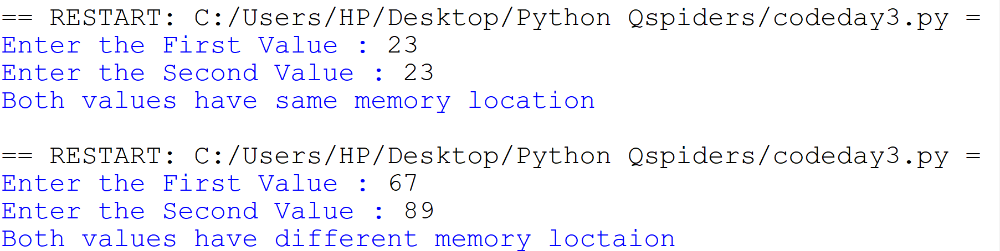 == RESTART: C:/Users/HP/Desktop/Python Qspiders/codeday3.py =
Enter the First Value : 23
Enter the Second Value : 23
Both values have same memory location
== RESTART: C:/Users/HP/Desktop/Python Qspiders/codeday3.py =
Enter the First Value : 67
Enter the Second Value : 89
Both values have different memory loctaion